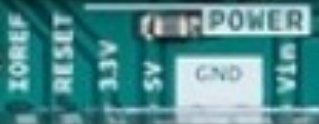 POWER
IOREF
RESET
3.3V
5V
GND
Vin